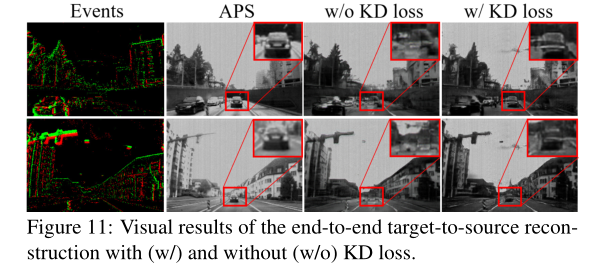 Events APS w/o KD loss w/ KD loss
Figure 11: Visual results of the end-to-end target-to-source recon-
struction with (w/) and without (w/o) KD loss.